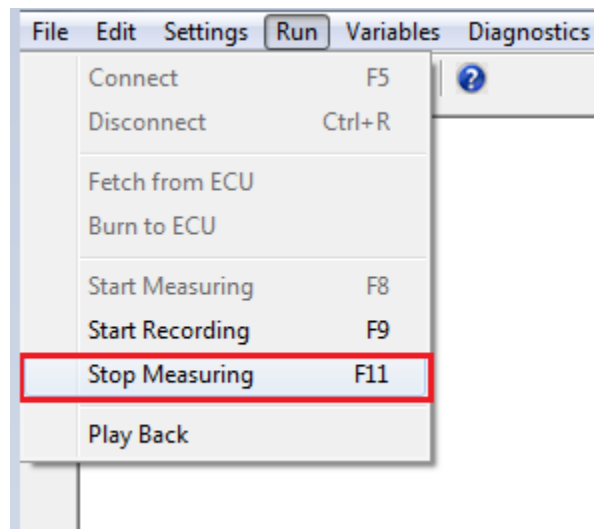 File Edit Settings Run Variables Diagnostics
Connect F5
Disconnect Ctrl+R
Fetch from ECU
Burn to ECU
Start Measuring F8
Start Recording F9
Stop Measuring F11
Play Back